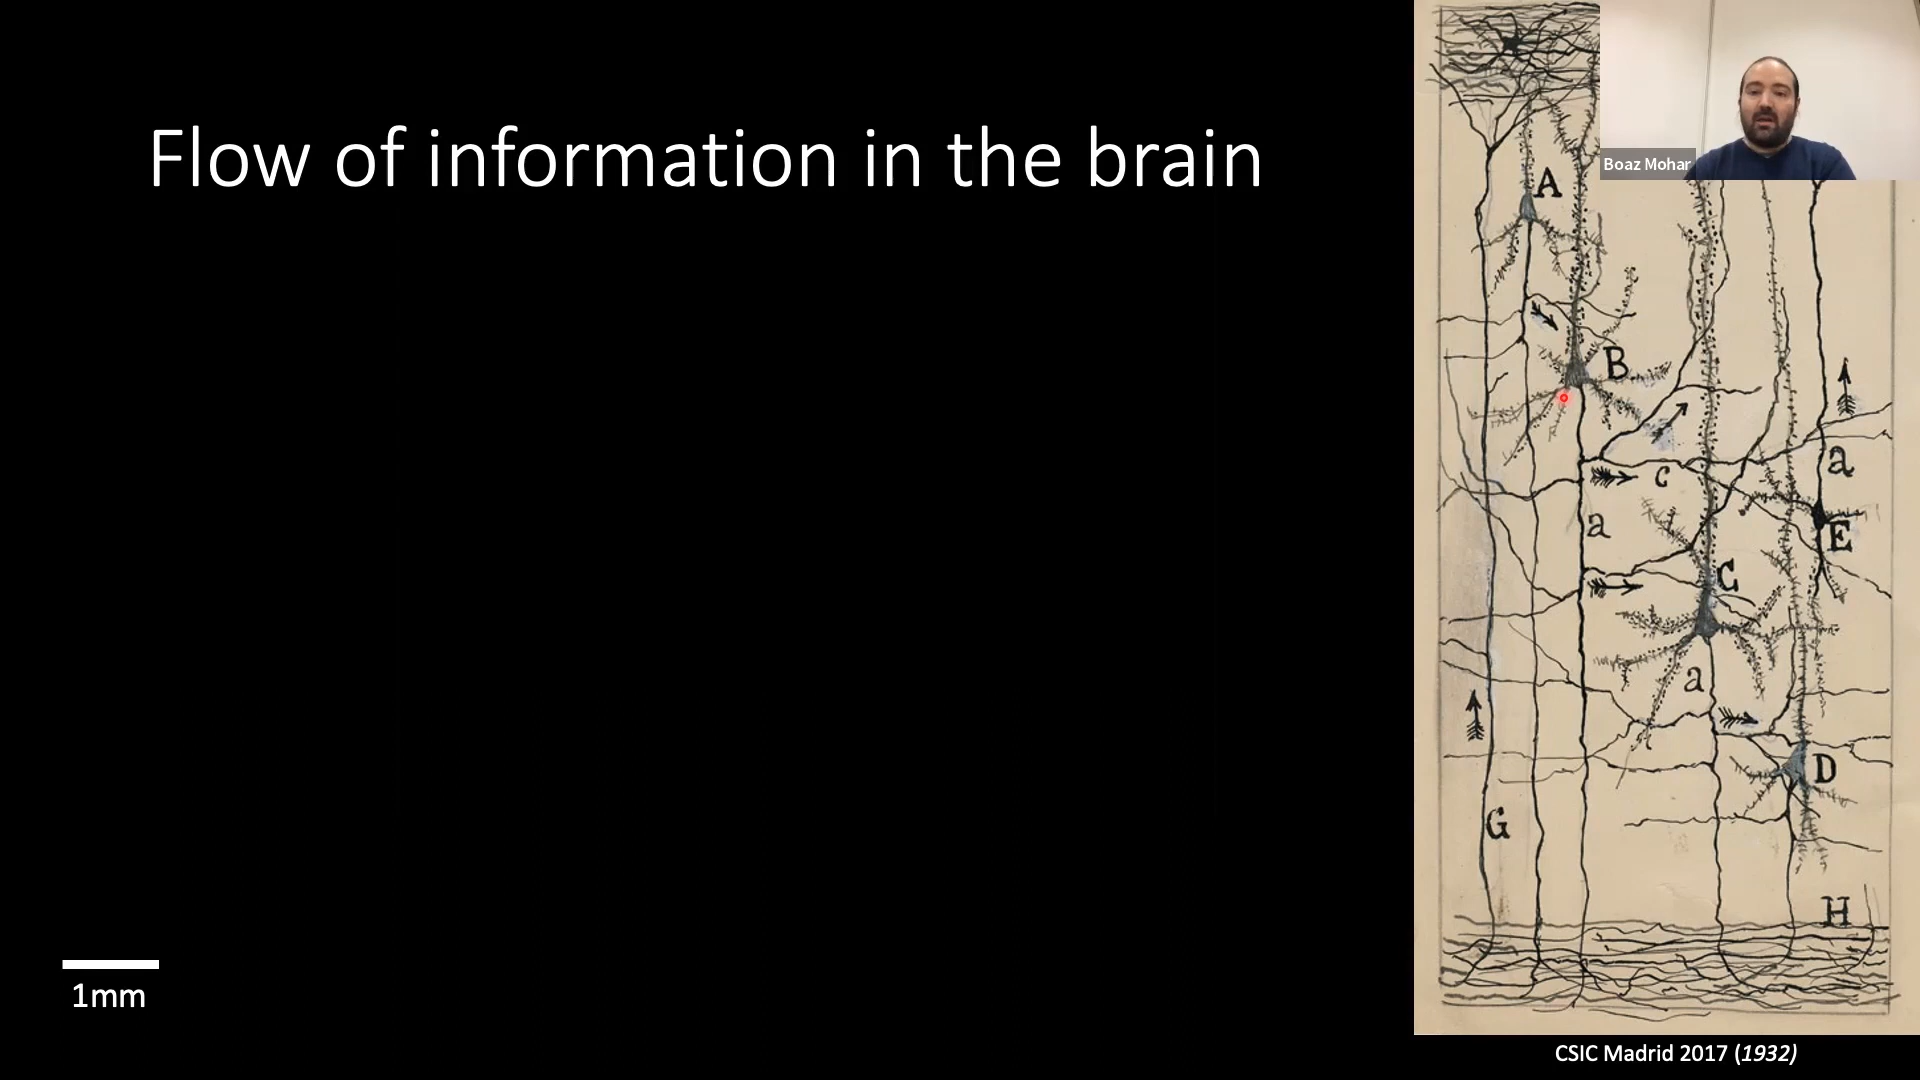 Flow of information in the brain
Boaz Mohar
A
B
c
a
a
E
C
a
D
G
H
1mm
CSIC Madrid 2017 (1932)